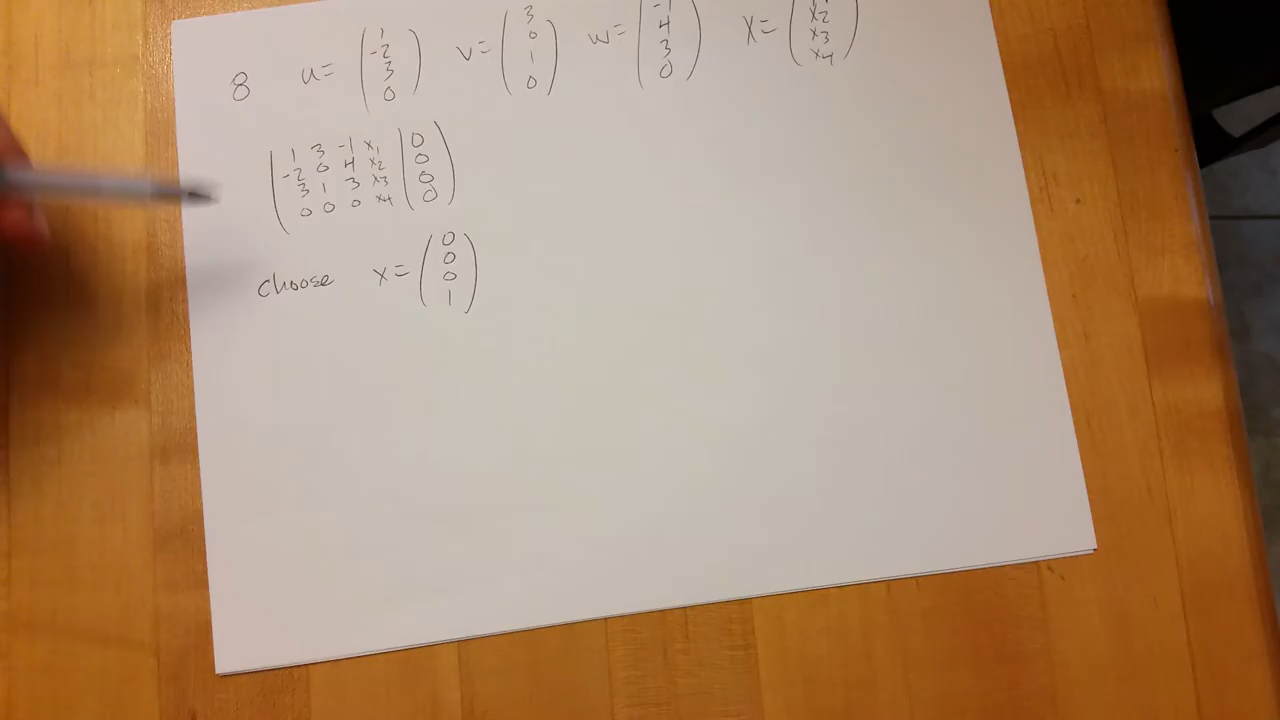 8 u= (1 -2 3 0) v= (3 0 1 0) w= (-1 4 3 0) x= (x2 x3 x4)
1 3 -1 x1 | 0
-2 0 4 x2 | 0
3 1 3 x3 | 0
0 0 0 x4 | 0
choose x= (0 0 0 1)